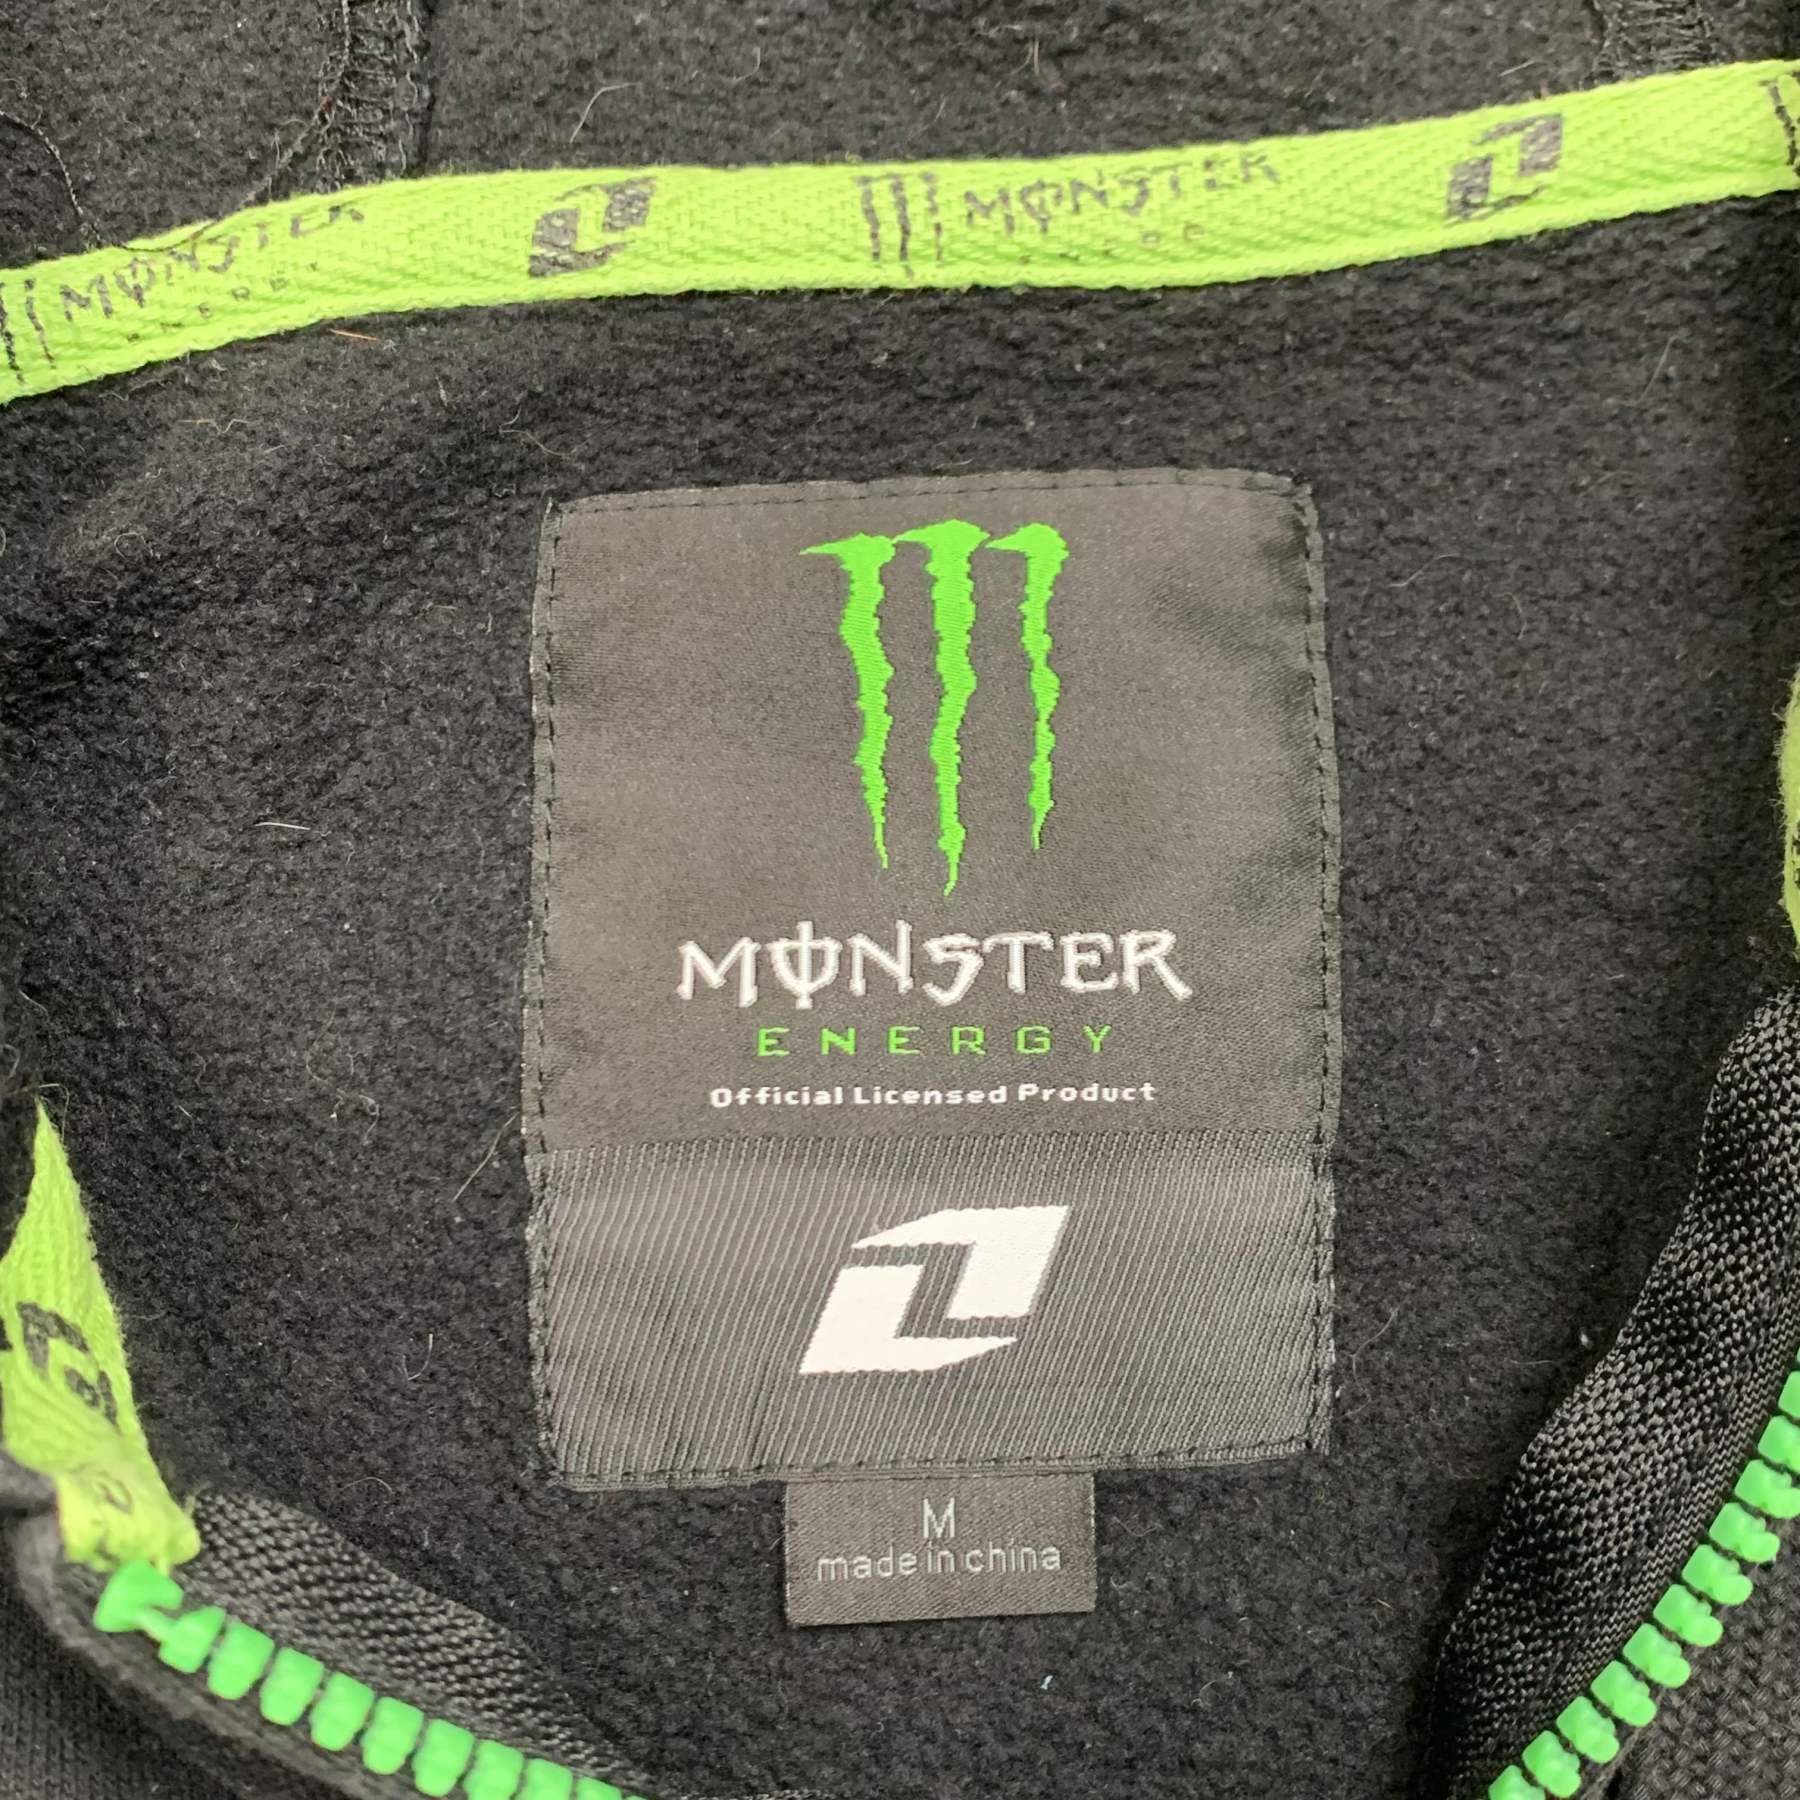 MONSTER
ENERGY
MONSTER
MONSTER
ENERGY
Official Licensed Product
M
made in china